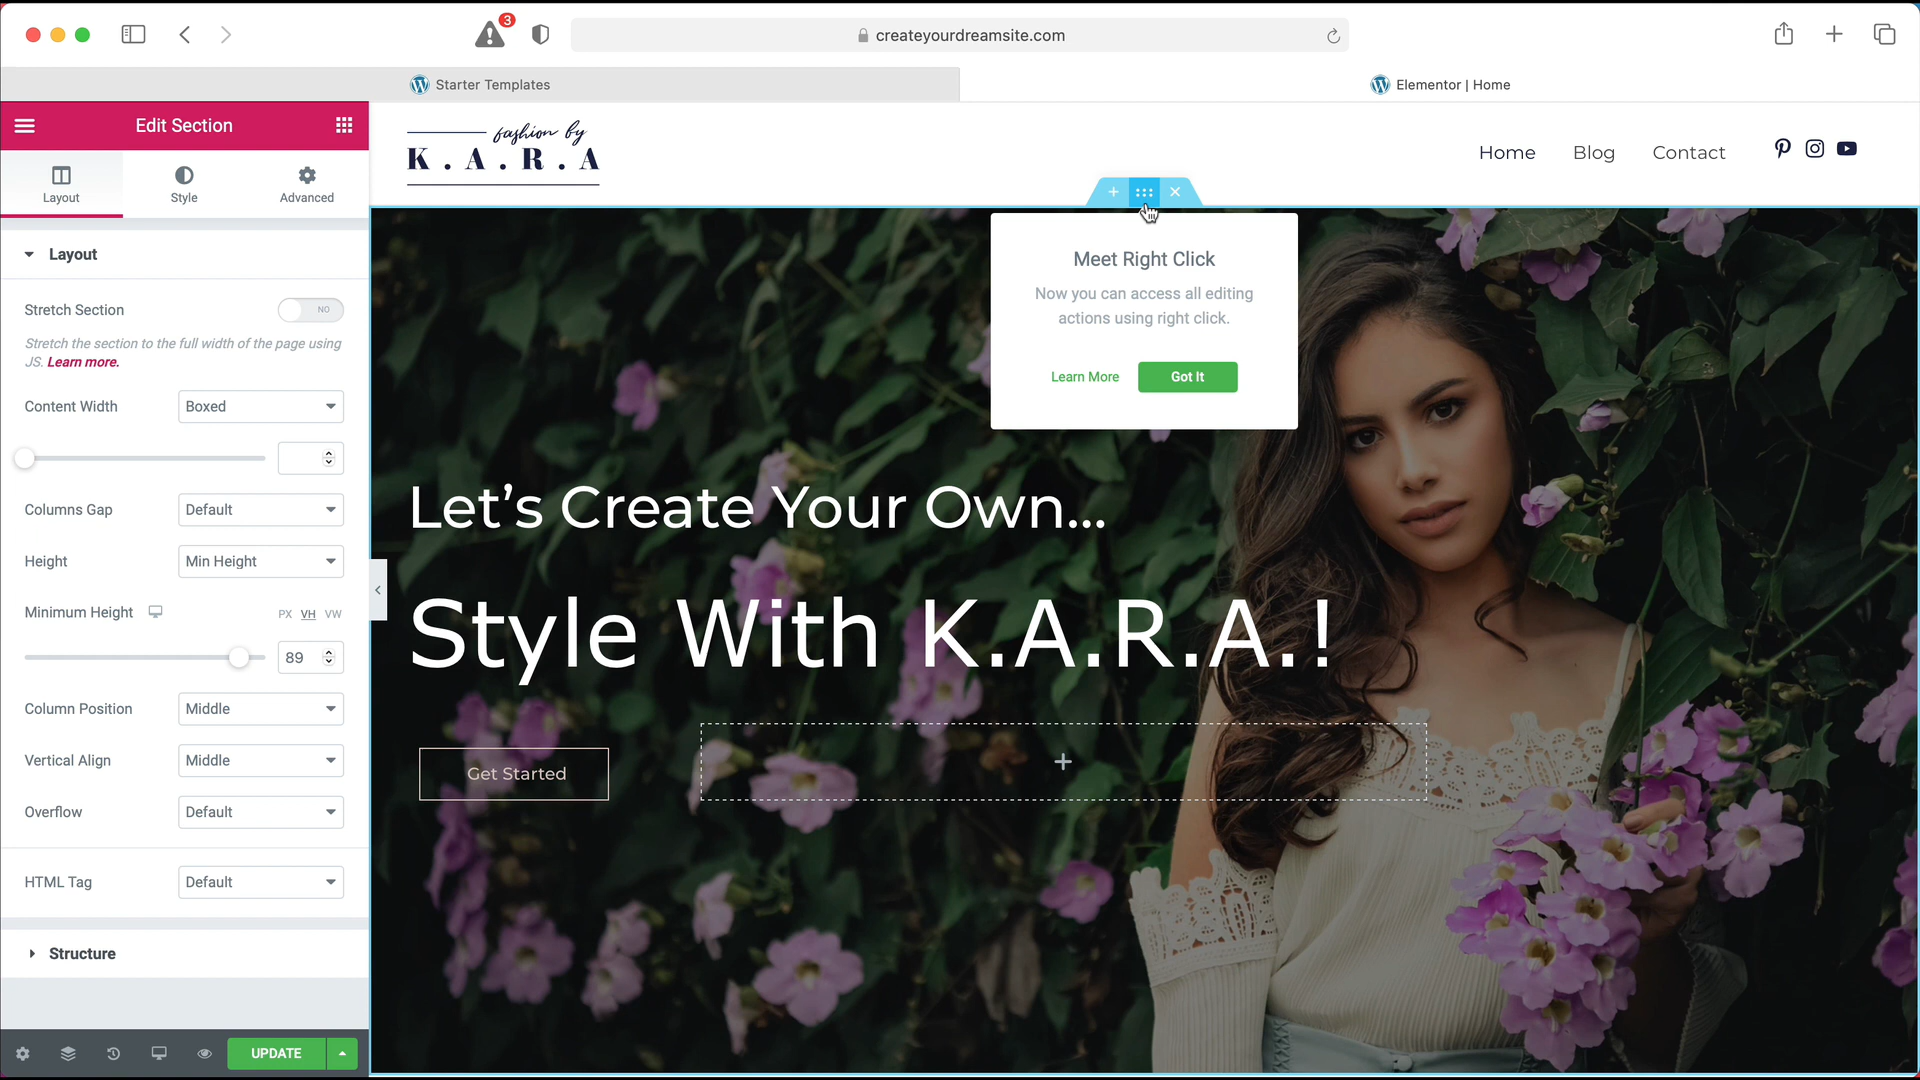 3
createyourdreamsite.com
Starter Templates
Elementor | Home
Edit Section
Layout
Style
Advanced
Layout
Stretch Section
NO
Stretch the section to the full width of the page using
JS. Learn more.
Content Width
Boxed
Columns Gap
Default
Height
Min Height
Minimum Height
PX VH VW
89
Column Position
Middle
Vertical Align
Middle
Overflow
Default
HTML Tag
Default
Structure
UPDATE
fashion by
K.A.R.A
Home
Blog
Contact
Meet Right Click
Now you can access all editing
actions using right click.
Learn More
Got It
Let’s Create Your Own...
Style With K.A.R.A.!
Get Started